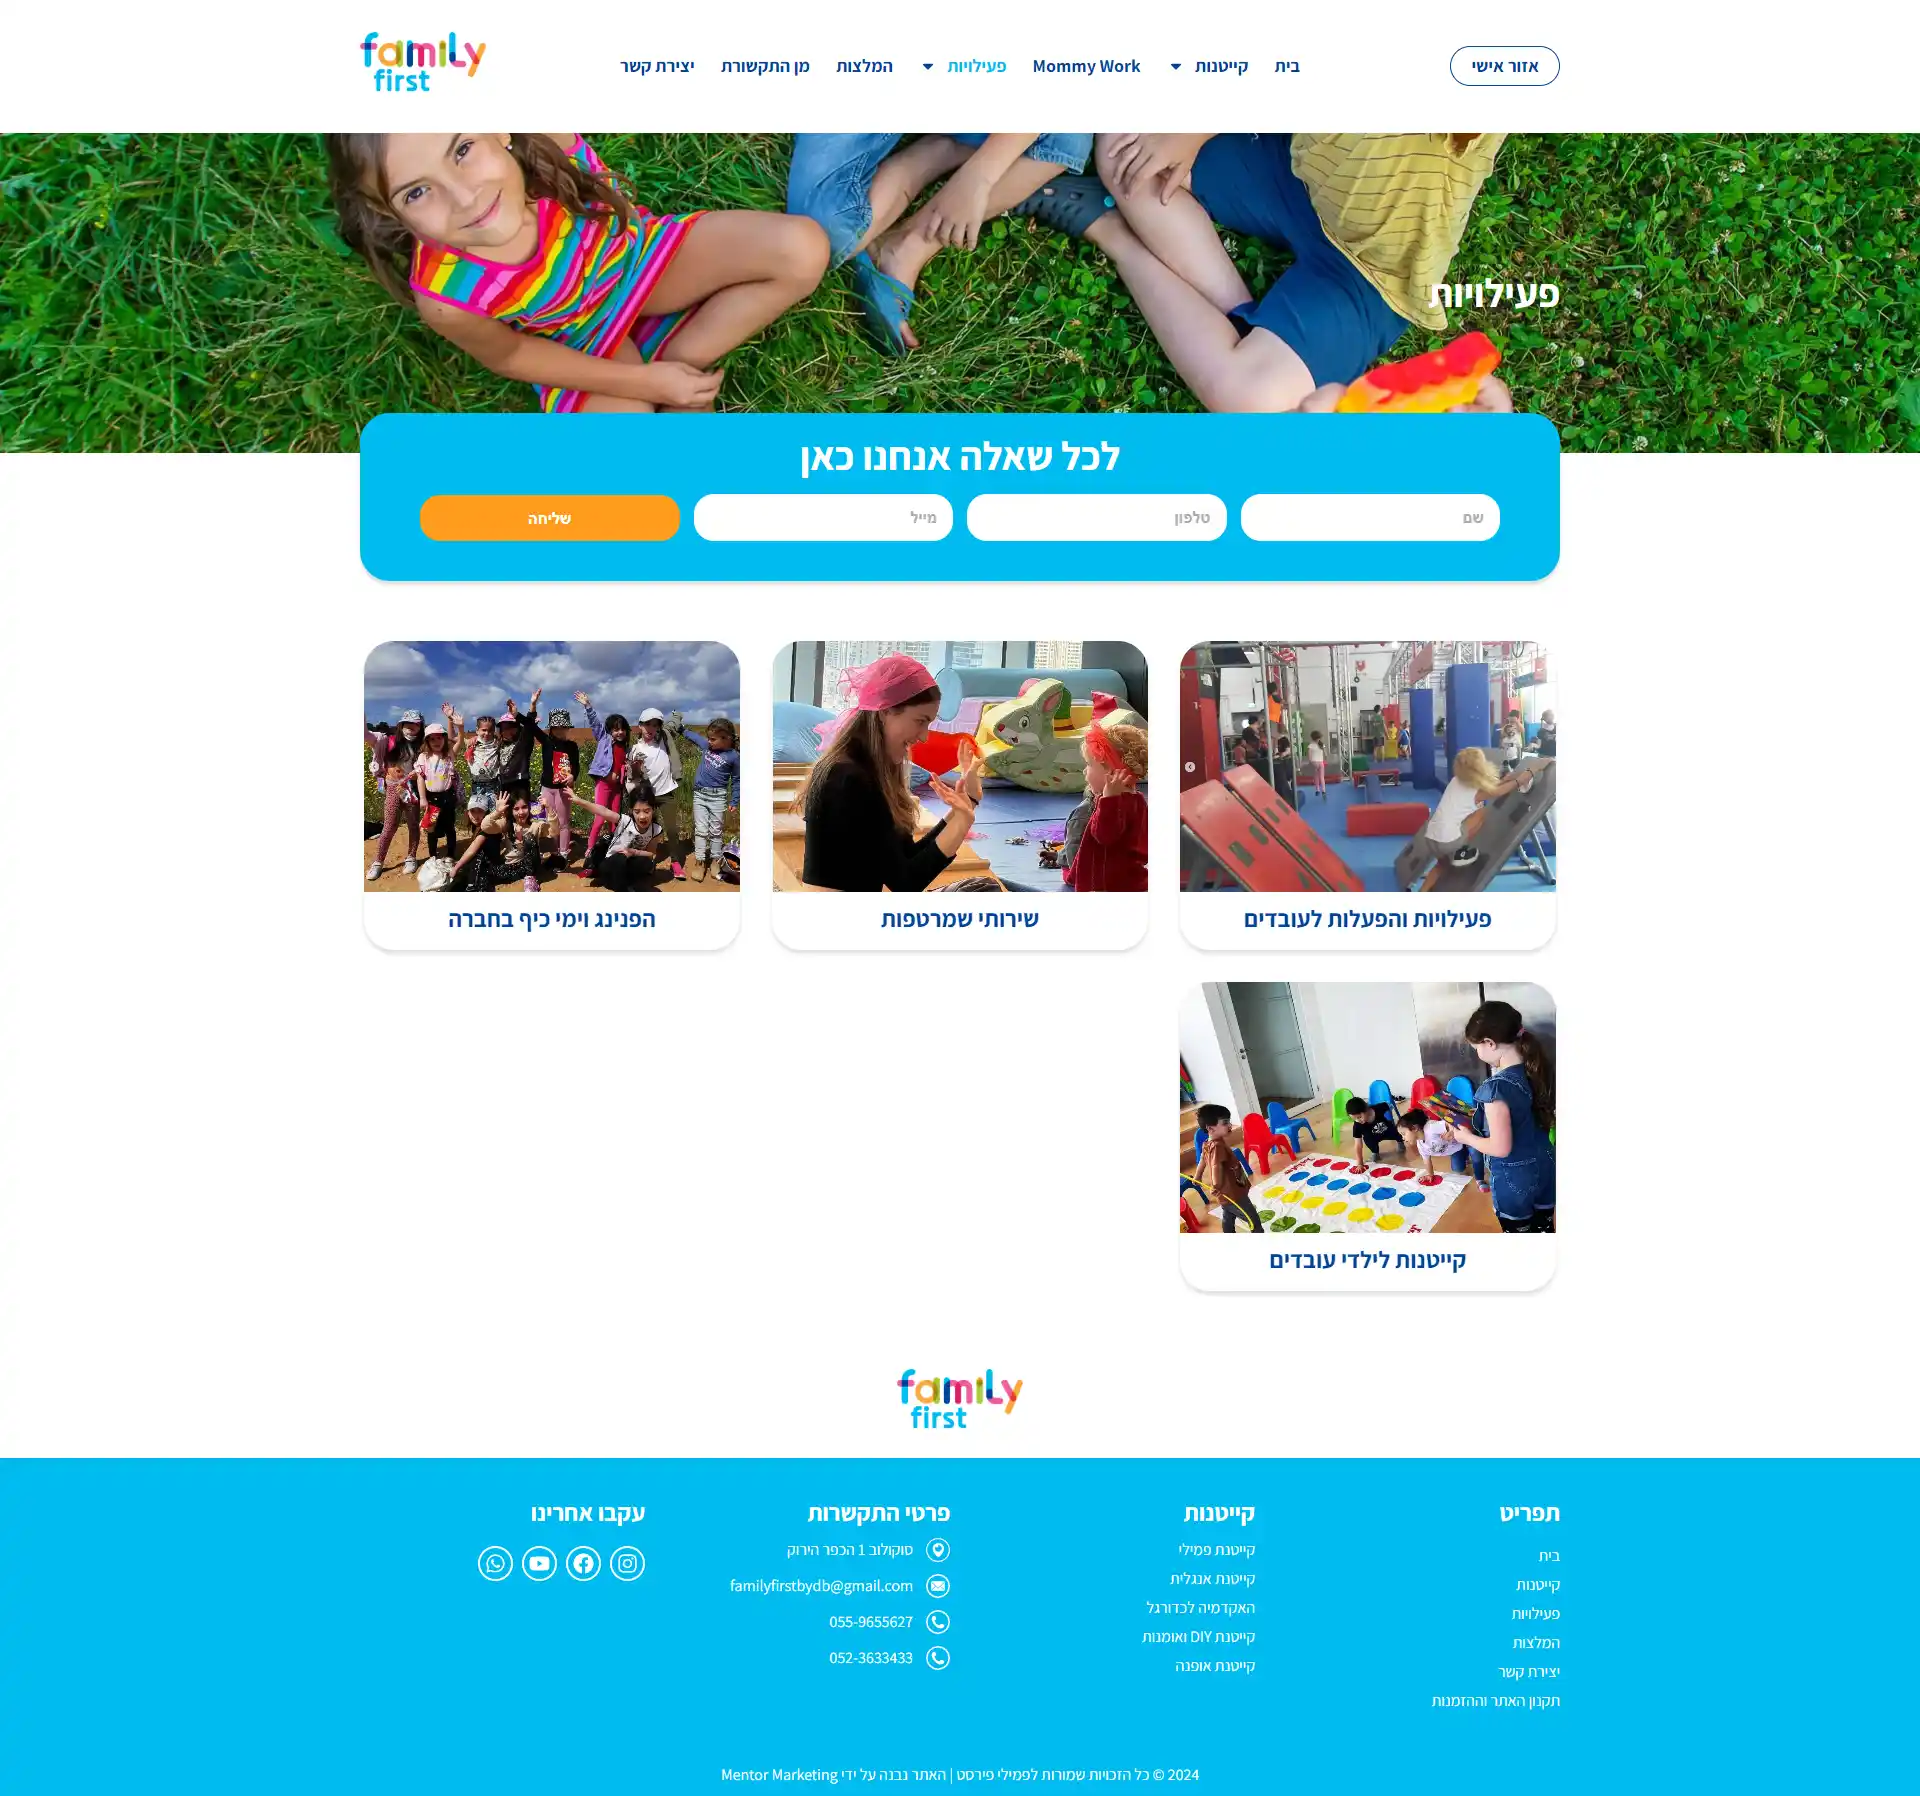 אזור אישי
בית
קייטנות
Mommy Work
פעילויות
המלצות
מן התקשורת
יצירת קשר
family
first
פעילויות
לכל שאלה אנחנו כאן
שם
טלפון
מייל
שליחה
פעילויות והפעלות לעובדים
שירותי שמרטפות
הפנינג וימי כיף בחברה
קייטנות לילדי עובדים
family
first
תפריט
בית
קייטנות
פעילויות
המלצות
יצירת קשר
תקנון האתר וההזמנות
קייטנות
קייטנת פמילי
קייטנת אנגלית
האקדמיה לכדורגל
קייטנת DIY ואומנות
קייטנת אופנה
פרטי התקשרות
סוקולוב 1 הכפר הירוק
familyfirstbydb@gmail.com
055-9655627
052-3633433
עקבו אחרינו
2024 © כל הזכויות שמורות לפמילי פירסט | האתר נבנה על ידי Mentor Marketing